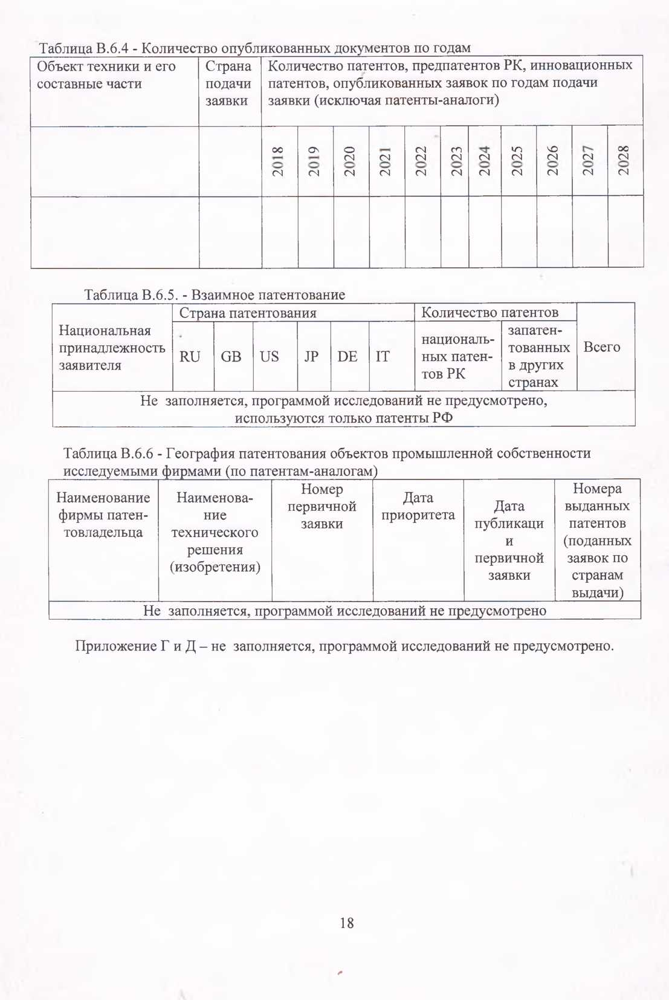 Таблица В.6.4 - Количество опубликованных документов по годам
Объект техники и его
составные части
Страна
подачи
заявки
Количество патентов, предпатентов РК, инновационных
патентов, опубликованных заявок по годам подачи
заявки (исключая патенты-аналоги)
2018
2019
2020
2021
2022
2023
2024
2025
2026
2027
2028
Таблица В.6.5. - Взаимное патентование
Национальная
принадлежность
заявителя
Страна патентования
RU
GB
US
JP
DE
IT
Количество патентов
националь-
ных патен-
тов РК
запатен-
тованных
в других
странах
Всего
Не заполняется, программой исследований не предусмотрено,
используются только патенты РФ
Таблица В.6.6 - География патентования объектов промышленной собственности
исследуемыми фирмами (по патентам-аналогам)
Наименование
фирмы патен-
товладельца
Наименова-
ние
технического
решения
(изобретения)
Номер
первичной
заявки
Дата
приоритета
Дата
публикаци
и
первичной
заявки
Номера
выданных
патентов
(поданных
заявок по
странам
выдачи)
Не заполняется, программой исследований не предусмотрено
Приложение Г и Д – не заполняется, программой исследований не предусмотрено.
18